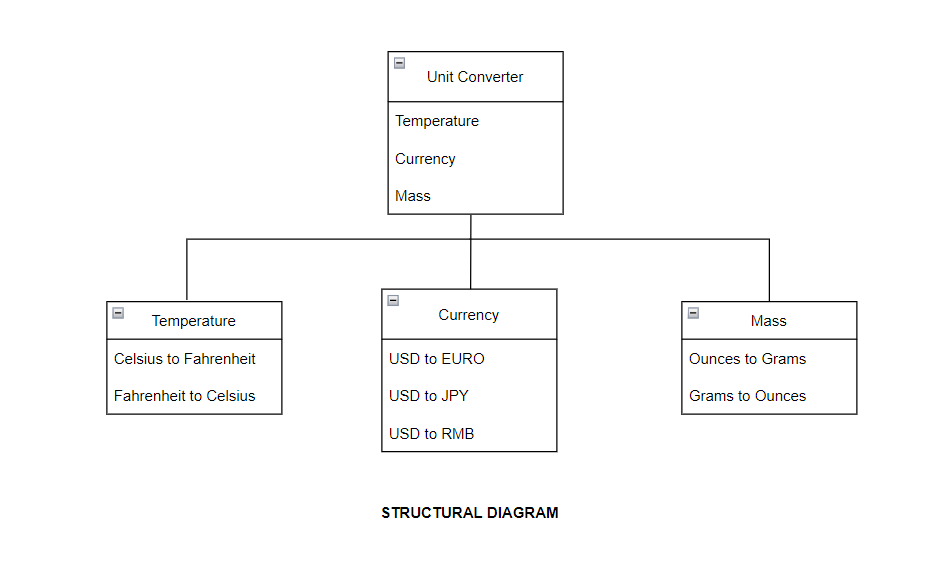 Unit Converter
Temperature
Currency
Mass
Temperature
Celsius to Fahrenheit
Fahrenheit to Celsius
Currency
USD to EURO
USD to JPY
USD to RMB
Mass
Ounces to Grams
Grams to Ounces
STRUCTURAL DIAGRAM